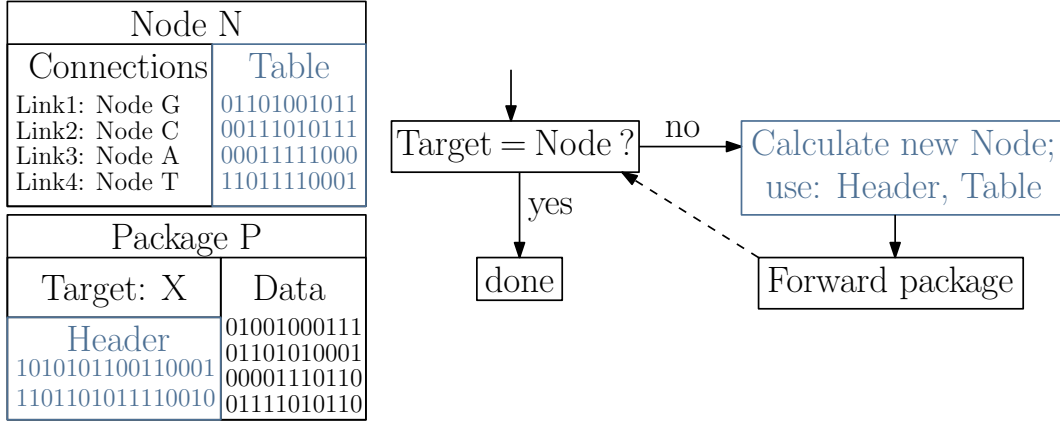 Node N
Connections
Link1: Node G
Link2: Node C
Link3: Node A
Link4: Node T
Table
01101001011
00111010111
00011111000
11011110001
Package P
Target: X
Header
1010101100110001
1101101011110010
Data
01001000111
01101010001
00001110110
01111010110
Target = Node ?
no
yes
done
Calculate new Node;
use: Header, Table
Forward package